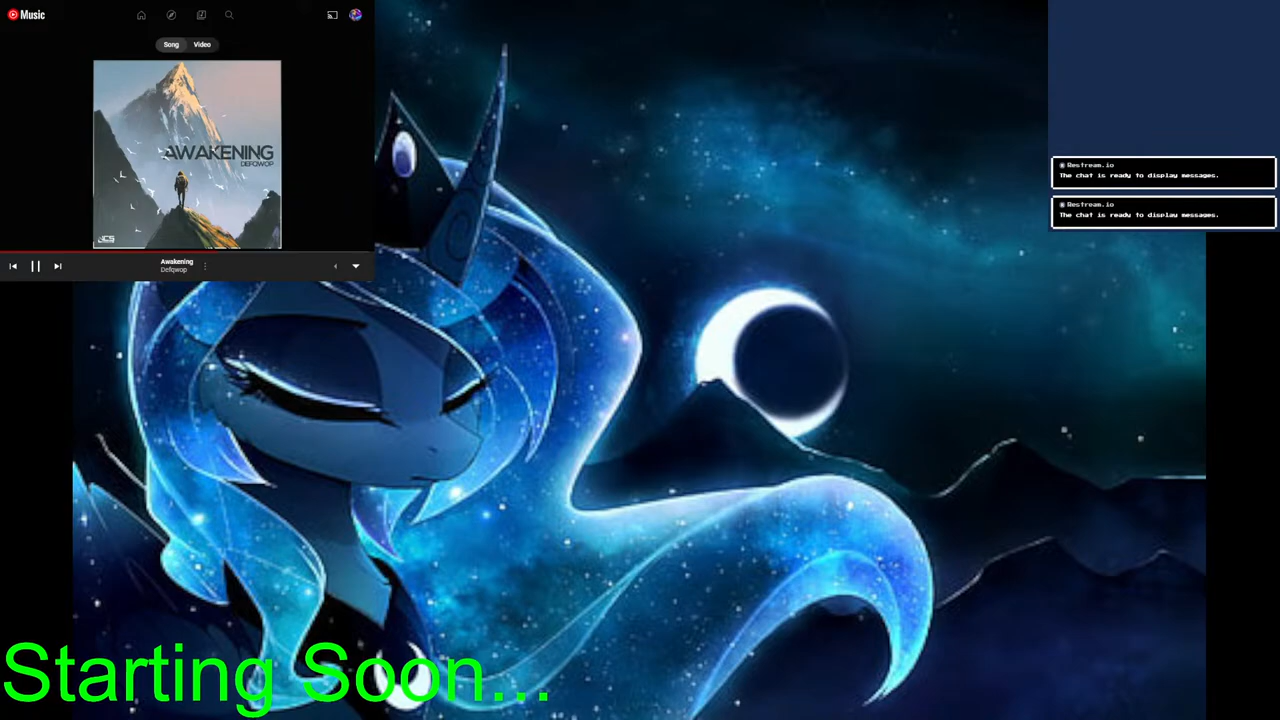 Music
Song
Video
AWAKENING
DEFQWOP
NCS
Awakening
Defqwop
Restream.io
The chat is ready to display messages.
Restream.io
The chat is ready to display messages.
Starting Soon...